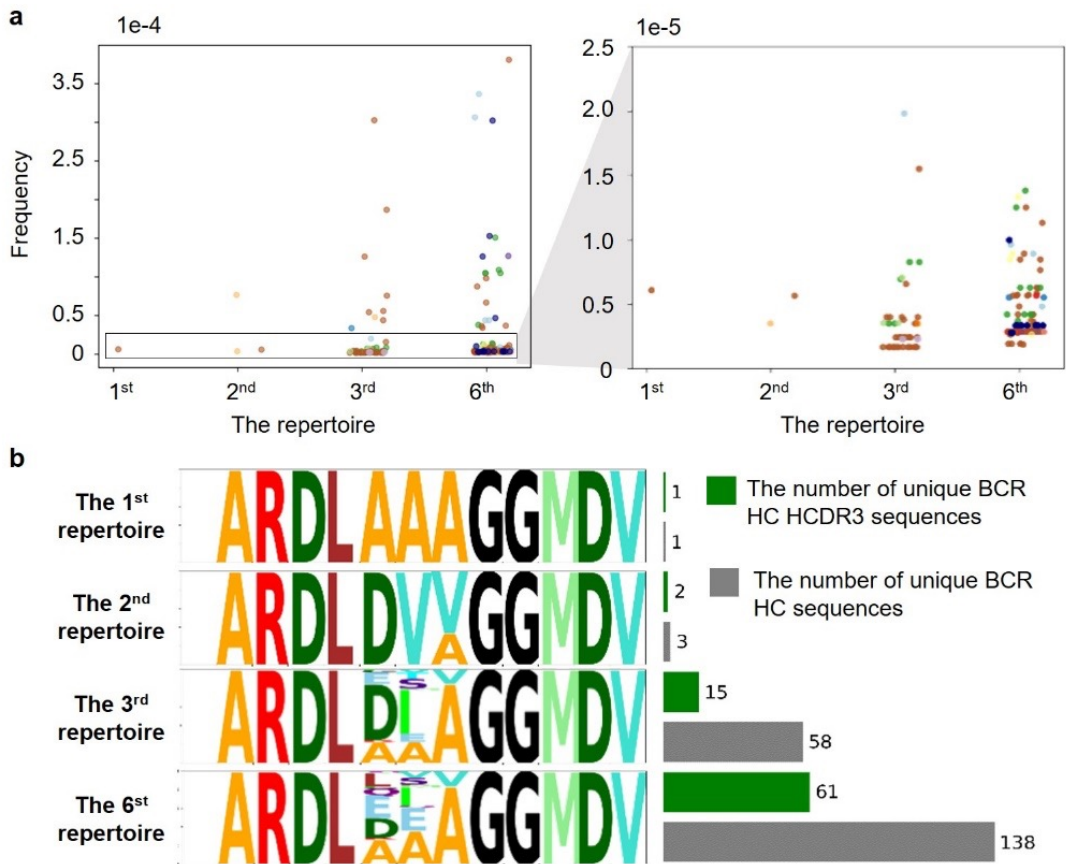 a
1e-4
1e-5
Frequency
3.5
2.5
1.5
0.5
0
1st
2nd
3rd
6th
The repertoire
2.5
2.0
1.5
1.0
0.5
0
1st
2nd
3rd
6th
The repertoire
b
The 1st
repertoire
ARDLAAAGGMDV
1
1
The number of unique BCR
HC HCDR3 sequences
The number of unique BCR
HC sequences
The 2nd
repertoire
ARDLDVVGGMDV
A
2
3
The 3rd
repertoire
ARDLDIAGGMDV
AA
15
58
The 6st
repertoire
ARDL
D
AAAGGMDV
61
138